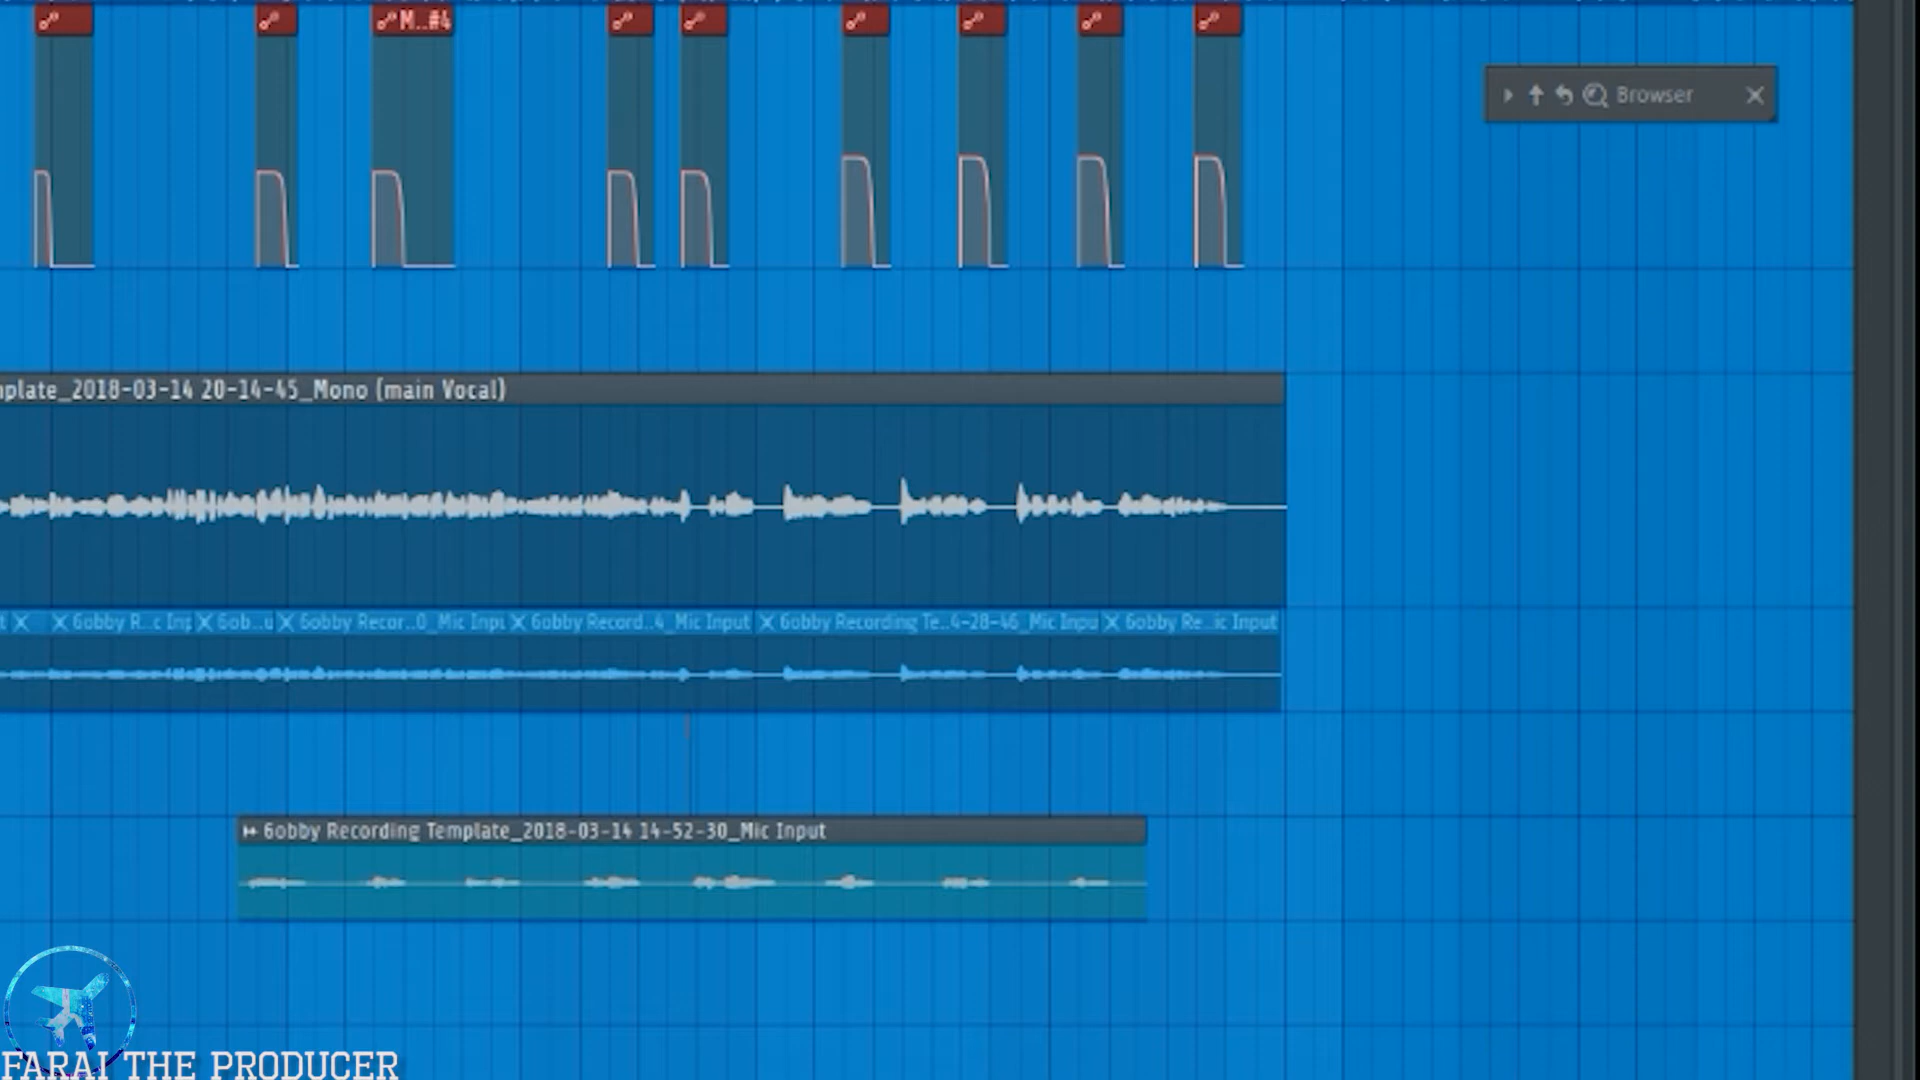 M..#4
Browser
nplate_2018-03-14 20-14-45_Mono (main Vocal)
t 6obby R..c Inp 6ob..u 6obby Recor..0_Mic Inpu 6obby Record..4_Mic Input 6obby Recording Te..4-28-46_Mic Inpu 6obby Re..ic Input
6obby Recording Template_2018-03-14 14-52-30_Mic Input
FARAI THE PRODUCER